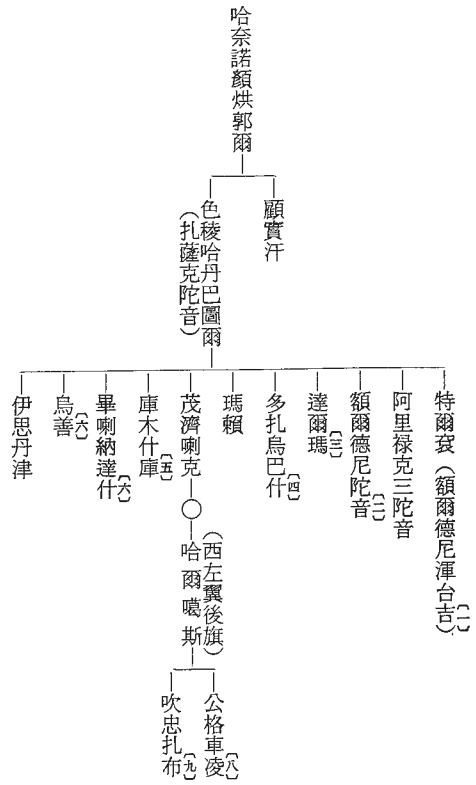 哈奈諾顏烘郭爾
顧實汗
色稜哈丹巴圖爾
（扎薩克陀音）
特爾袞（額爾德尼渾台吉）〔一〕
阿里祿克三陀音
額爾德尼陀音〔二〕
達爾瑪〔三〕
多扎烏巴什〔四〕
瑪賴
茂濟喇克
庫木什庫〔五〕
畢喇納達什〔六〕
烏善〔六〕
伊思丹津
（西左翼後旗）
哈爾噶斯
公格車凌〔八〕
吹忠扎布〔九〕